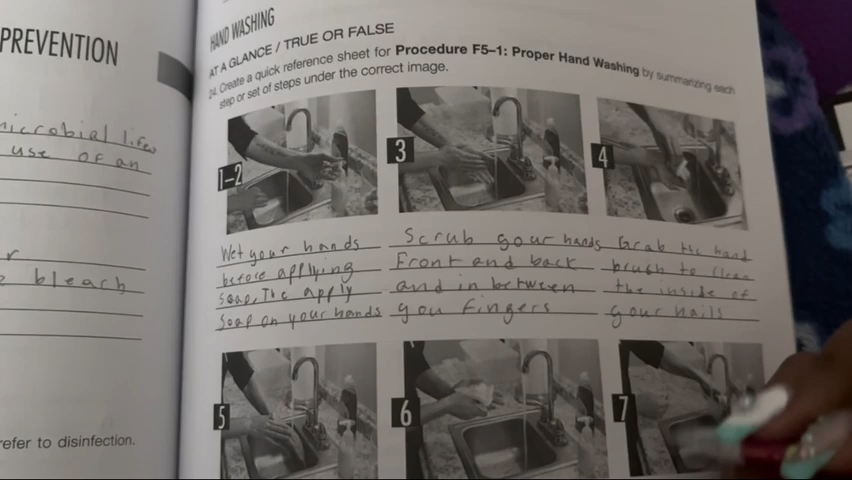 PREVENTION
microbial life,
use of an
r
bleach
refer to disinfection.
HAND WASHING
AT A GLANCE / TRUE OR FALSE
24. Create a quick reference sheet for Procedure F5–1: Proper Hand Washing by summarizing each
step or set of steps under the correct image.
1–2
3
4
Wet your hands
before applying
soap, The apply
soap on your hands
Scrub your hands
Front and back
and in between
you fingers
Grab the hand
brush to clean
the inside of
your nails
5
6
7